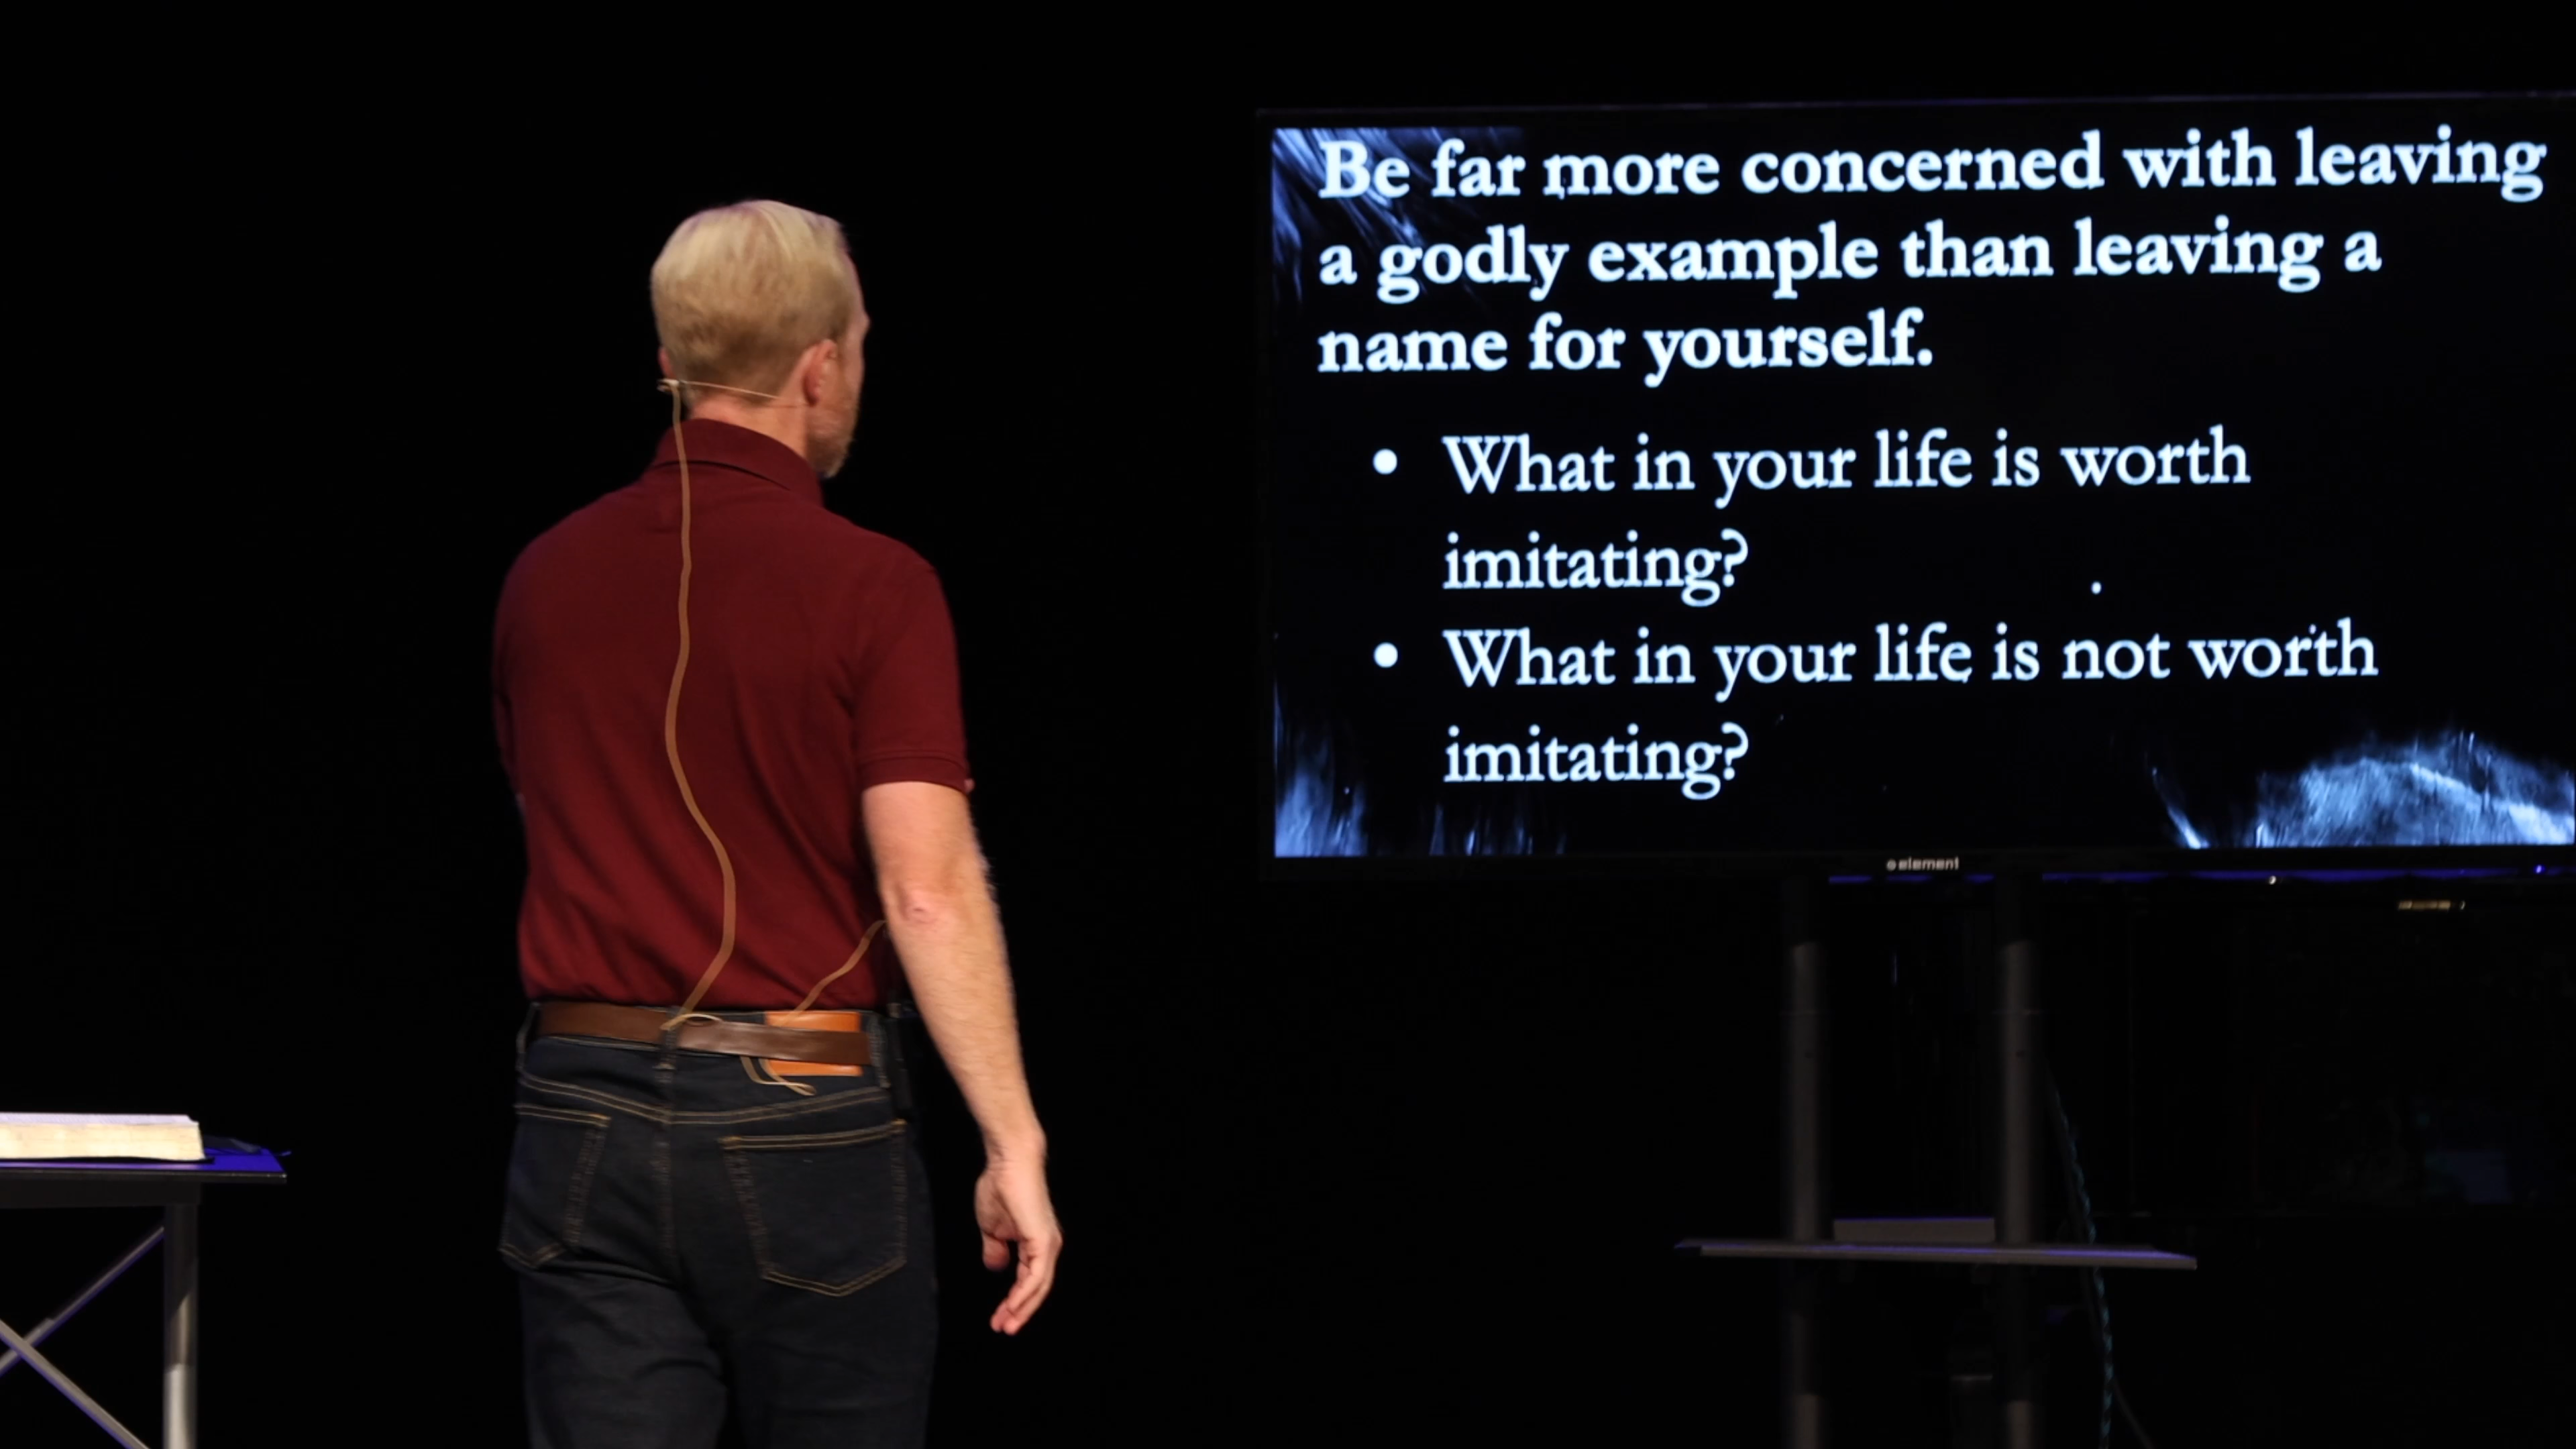 Be far more concerned with leaving
a godly example than leaving a
name for yourself.
• What in your life is worth
imitating?
• What in your life is not worth
imitating?
element